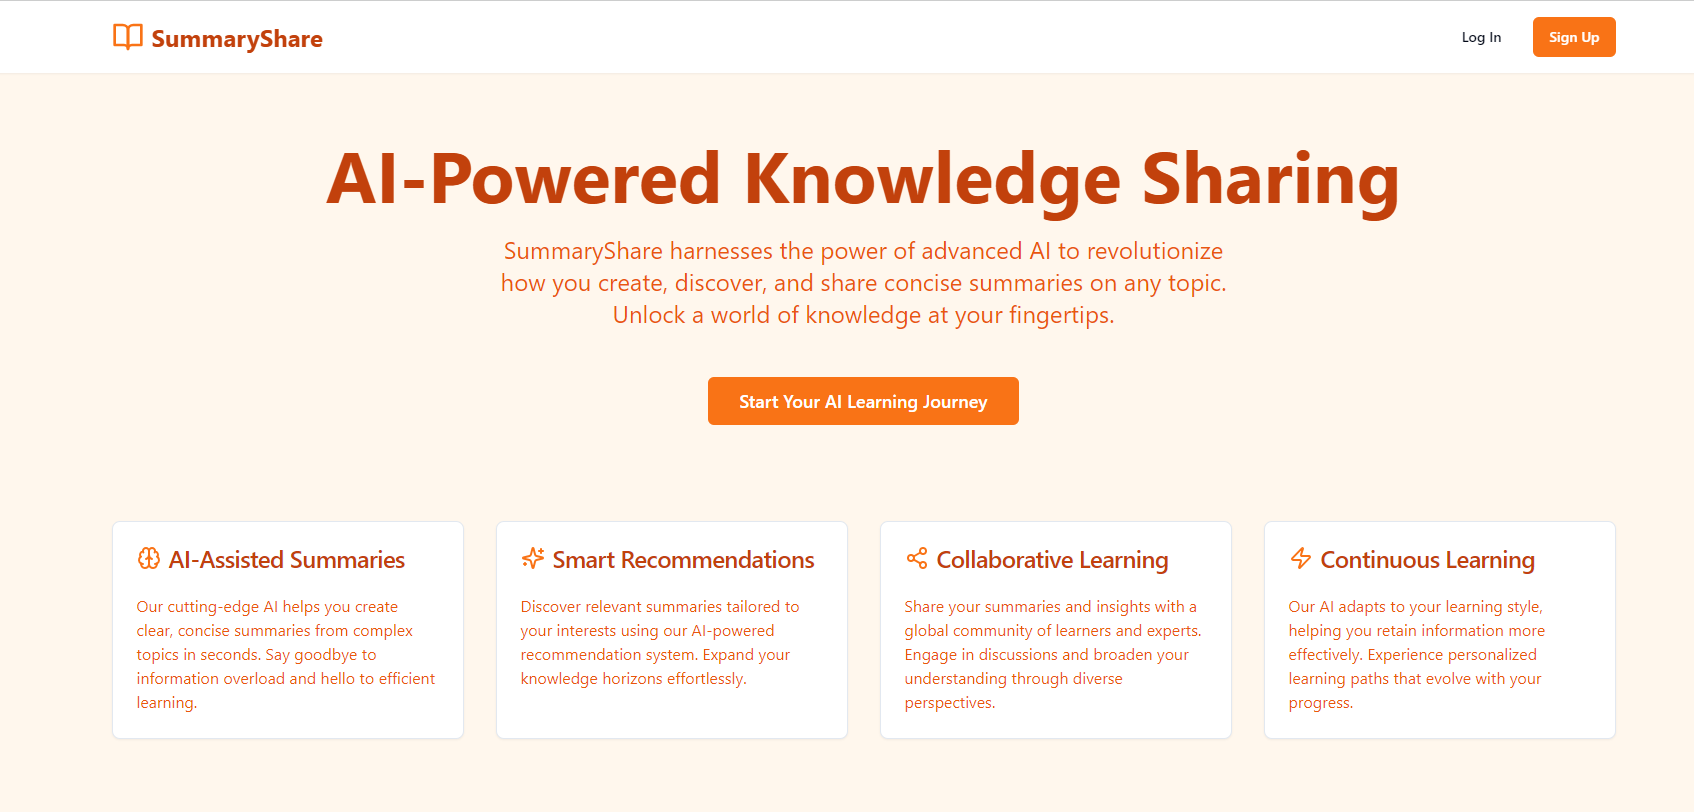 SummaryShare
Log In
Sign Up
AI-Powered Knowledge Sharing
SummaryShare harnesses the power of advanced AI to revolutionize
how you create, discover, and share concise summaries on any topic.
Unlock a world of knowledge at your fingertips.
Start Your AI Learning Journey
AI-Assisted Summaries
Our cutting-edge AI helps you create
clear, concise summaries from complex
topics in seconds. Say goodbye to
information overload and hello to efficient
learning.
Smart Recommendations
Discover relevant summaries tailored to
your interests using our AI-powered
recommendation system. Expand your
knowledge horizons effortlessly.
Collaborative Learning
Share your summaries and insights with a
global community of learners and experts.
Engage in discussions and broaden your
understanding through diverse
perspectives.
Continuous Learning
Our AI adapts to your learning style,
helping you retain information more
effectively. Experience personalized
learning paths that evolve with your
progress.